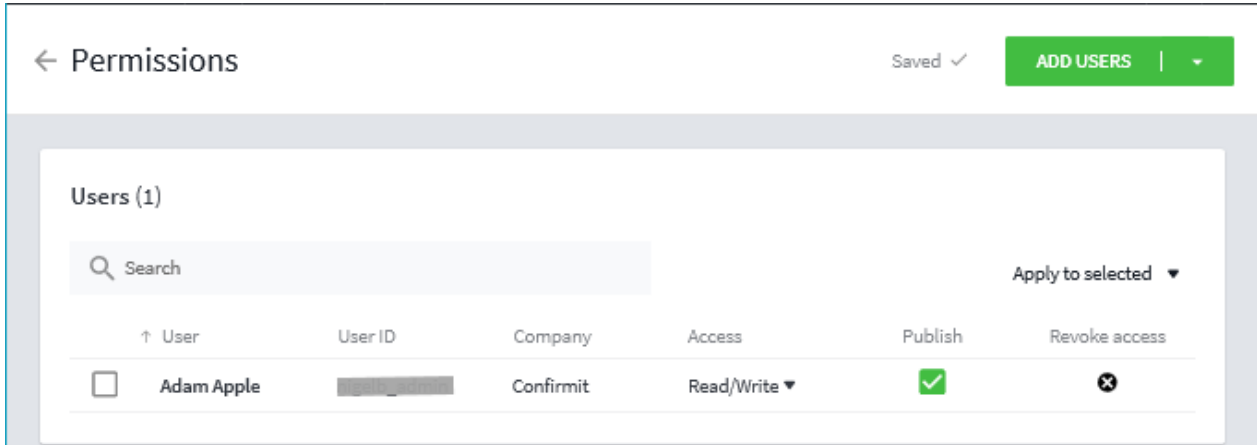 Permissions
Saved
ADD USERS
Users (1)
Search
Apply to selected
User User ID Company Access Publish Revoke access
Adam Apple Confirmit Read/Write